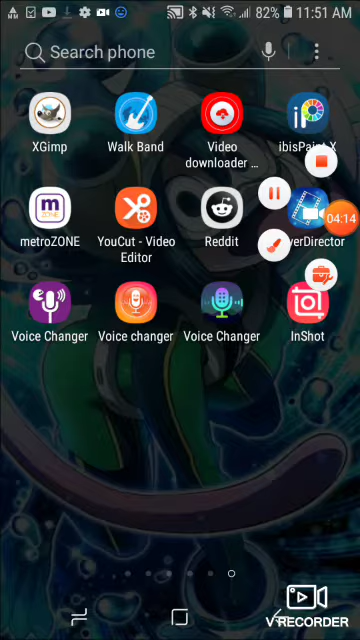 82% 11:51 AM
Search phone
XGimp
Walk Band
Video downloader ...
ibisPaint X
metroZONE
YouCut - Video Editor
Reddit
verDirector
04:14
Voice Changer
Voice changer
Voice Changer
InShot
V RECORDER